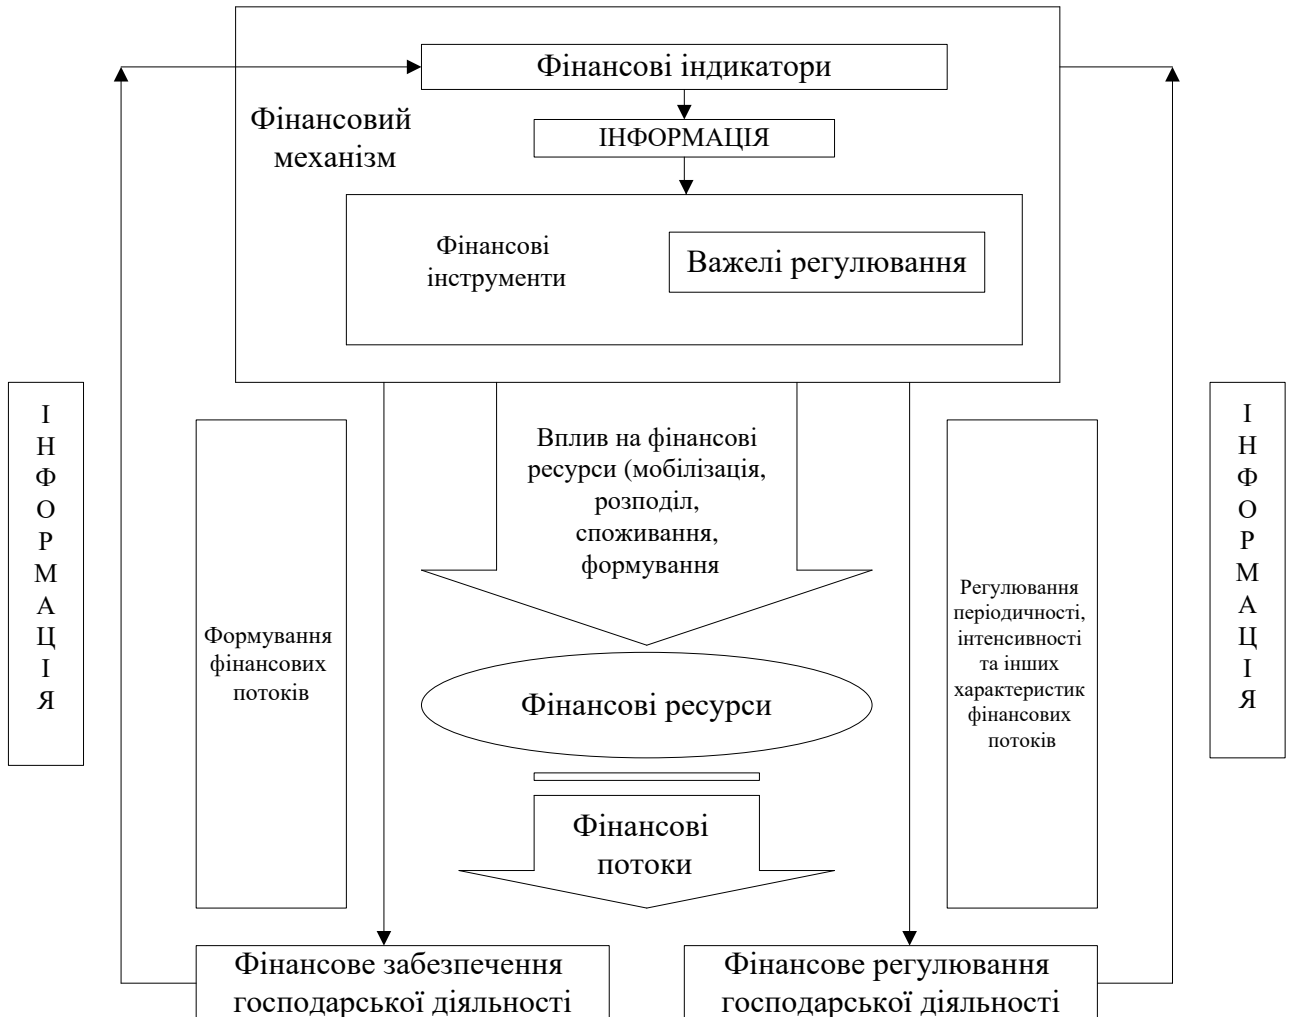 Фінансові індикатори
Фінансовий
механізм
ІНФОРМАЦІЯ
Фінансові
інструменти
Важелі регулювання
І
Н
Ф
О
Р
М
А
Ц
І
Я
Формування
фінансових
потоків
Вплив на фінансові
ресурси (мобілізація,
розподіл,
споживання,
формування
Регулювання
періодичності,
інтенсивності
та інших
характеристик
фінансових
потоків
І
Н
Ф
О
Р
М
А
Ц
І
Я
Фінансові ресурси
Фінансові
потоки
Фінансове забезпечення
господарської діяльності
Фінансове регулювання
господарської діяльності